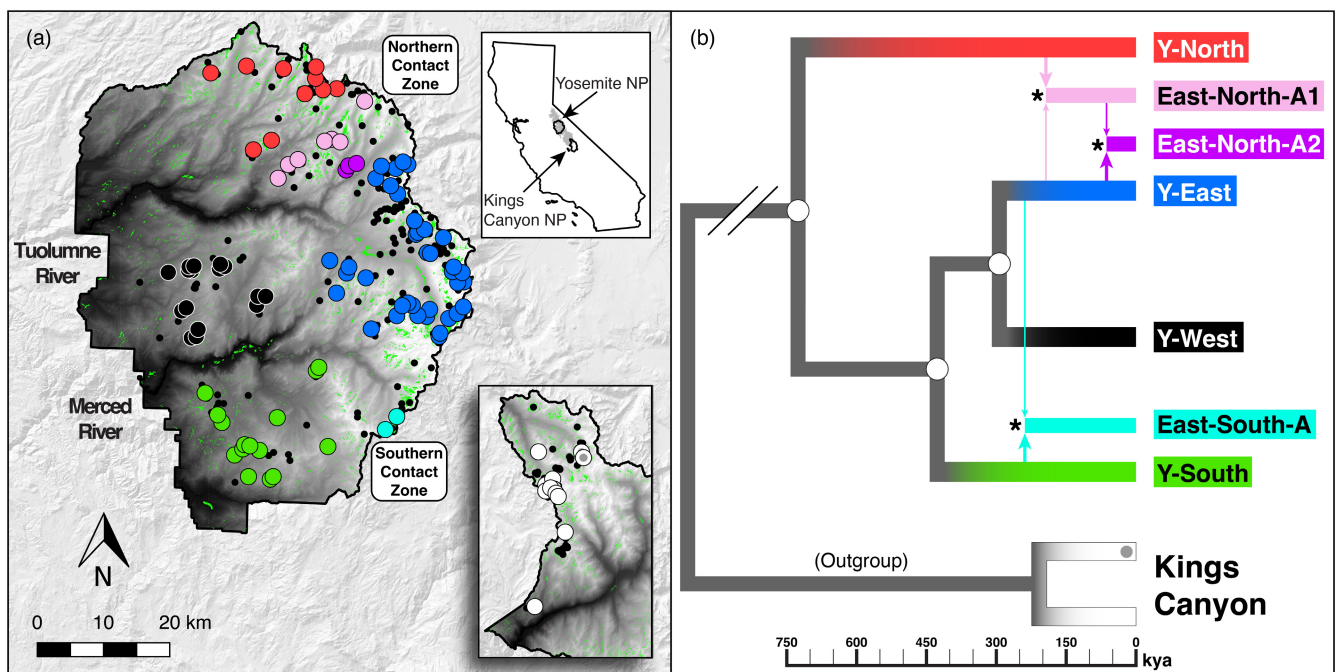 (a)
Northern
Contact
Zone
Yosemite NP
Kings
Canyon NP
Tuolumne
River
Merced
River
Southern
Contact
Zone
N
0 10 20 km
(b)
Y-North
* East-North-A1
* East-North-A2
Y-East
Y-West
* East-South-A
Y-South
(Outgroup)
Kings
Canyon
750 600 450 300 150 0 kya